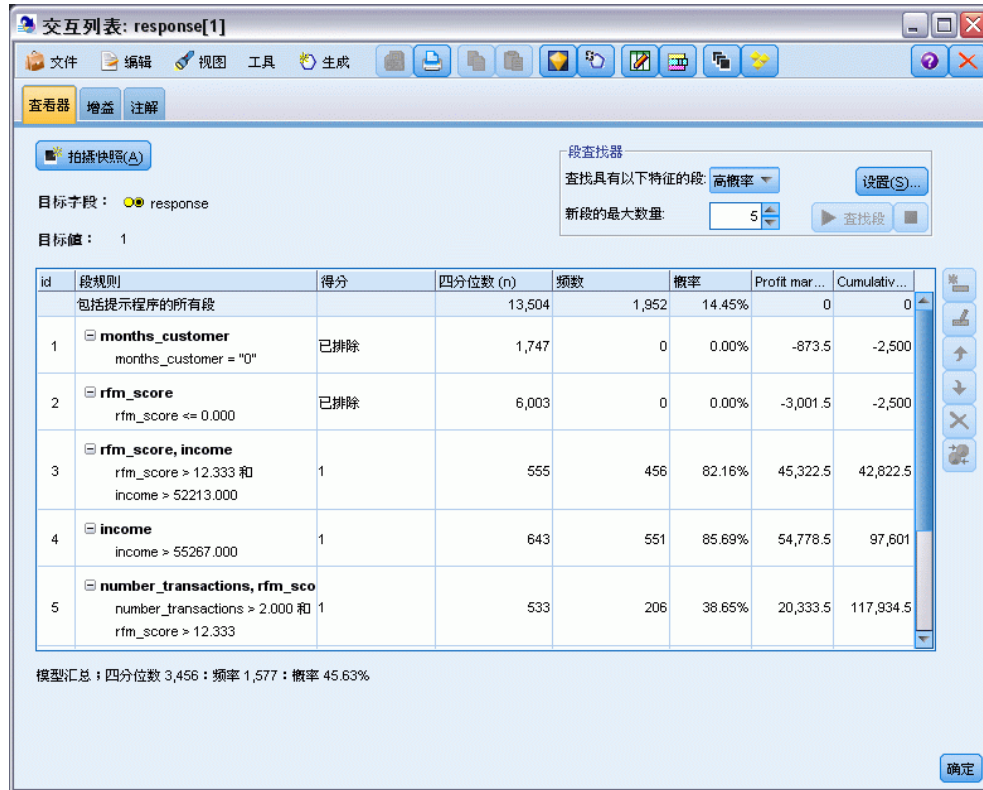 交互列表: response[1]
文件 编辑 视图 工具 生成
查看器 增益 注解
拍摄快照(A)
目标字段： response
目标值： 1
段查找器
查找具有以下特征的段: 高概率
设置(S)...
新段的最大数量: 5
查找段
id 段规则 得分 四分位数 (n) 频数 概率 Profit mar... Cumulativ...
包括提示程序的所有段 13,504 1,952 14.45% 0 0
1 months_customer 已排除 1,747 0 0.00% -873.5 -2,500
months_customer = "0"
2 rfm_score 已排除 6,003 0 0.00% -3,001.5 -2,500
rfm_score <= 0.000
3 rfm_score, income 1 555 456 82.16% 45,322.5 42,822.5
rfm_score > 12.333 和
income > 52213.000
4 income 1 643 551 85.69% 54,778.5 97,601
income > 55267.000
5 number_transactions, rfm_sco 1 533 206 38.65% 20,333.5 117,934.5
number_transactions > 2.000 和
rfm_score > 12.333
模型汇总；四分位数 3,456：频率 1,577：概率 45.63%
确定